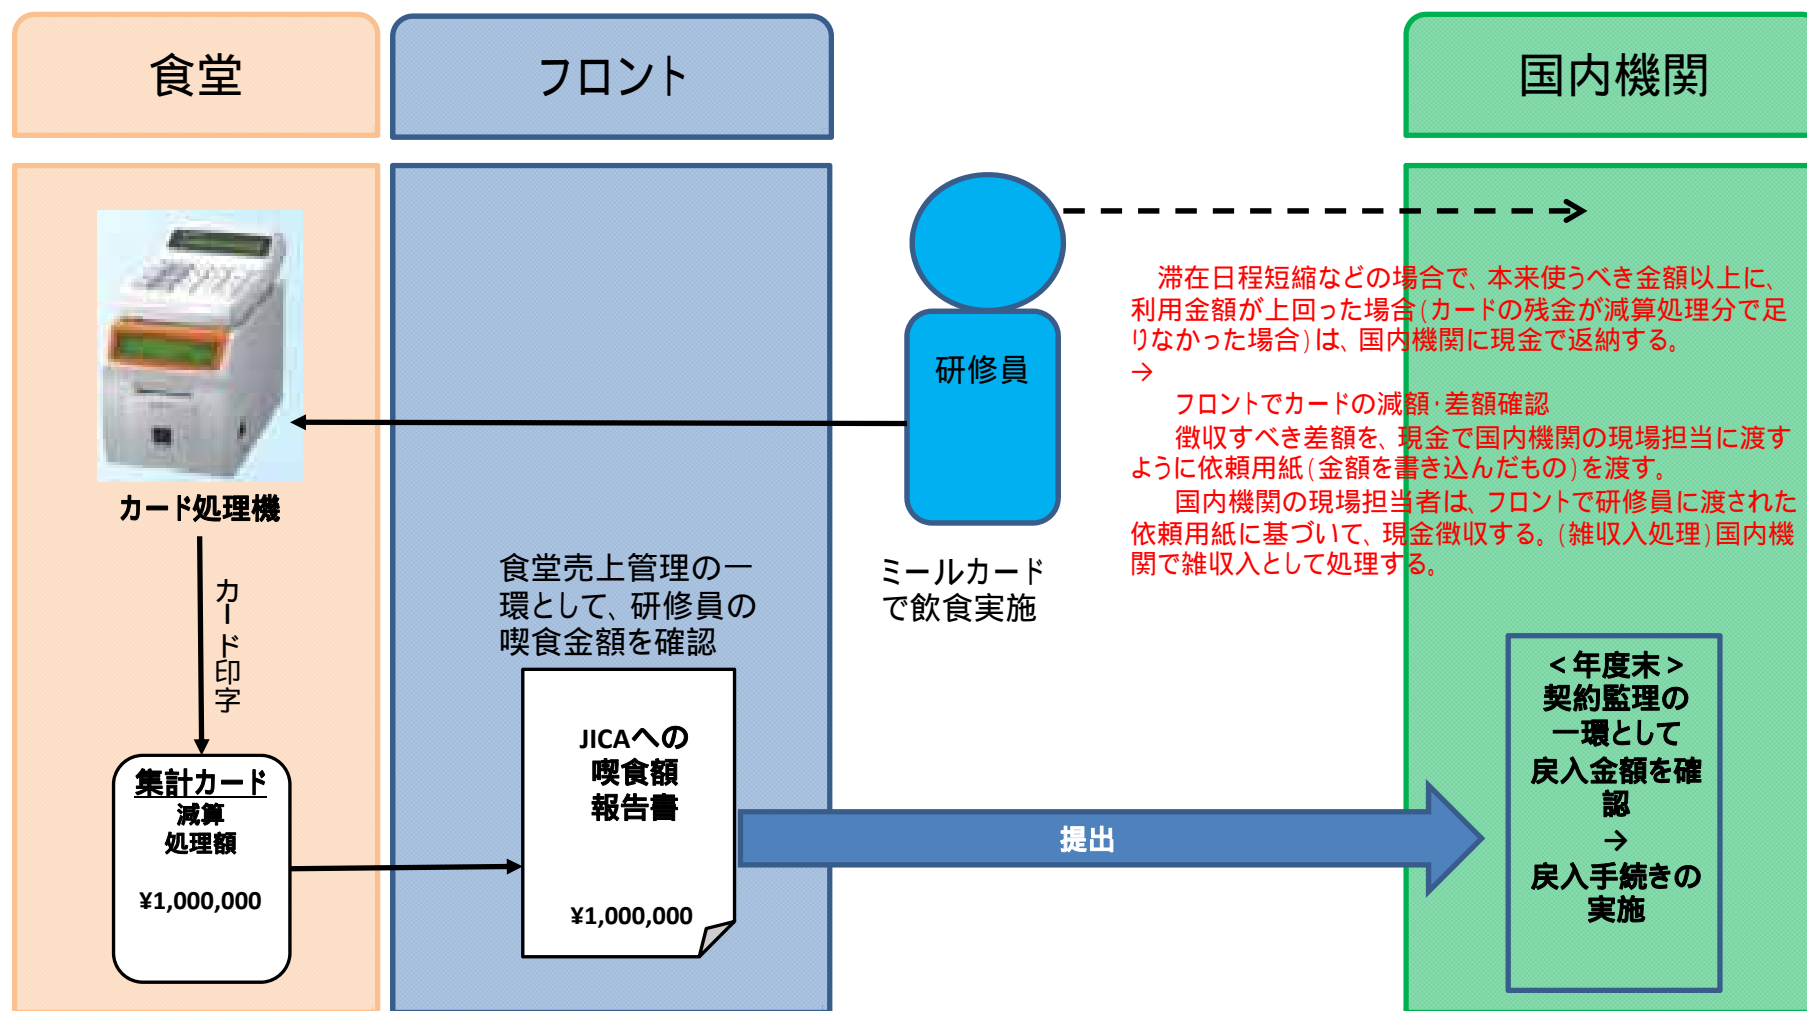 食堂
フロント
国内機関
滞在日程短縮などの場合で、本来使うべき金額以上に、
利用金額が上回った場合(カードの残金が減算処理分で足
りなかった場合)は、国内機関に現金で返納する。
→
フロントでカードの減額・差額確認
徴収すべき差額を、現金で国内機関の現場担当に渡す
ように依頼用紙(金額を書き込んだもの)を渡す。
国内機関の現場担当者は、フロントで研修員に渡された
依頼用紙に基づいて、現金徴収する。(雑収入処理)国内機
関で雑収入として処理する。
研修員
ミールカード
で飲食実施
カード処理機
カード印字
食堂売上管理の一
環として、研修員の
喫食金額を確認
集計カード
減算
処理額
¥1,000,000
JICAへの
喫食額
報告書
¥1,000,000
提出
<年度末>
契約監理の
一環として
戻入金額を確
認
→
戻入手続きの
実施